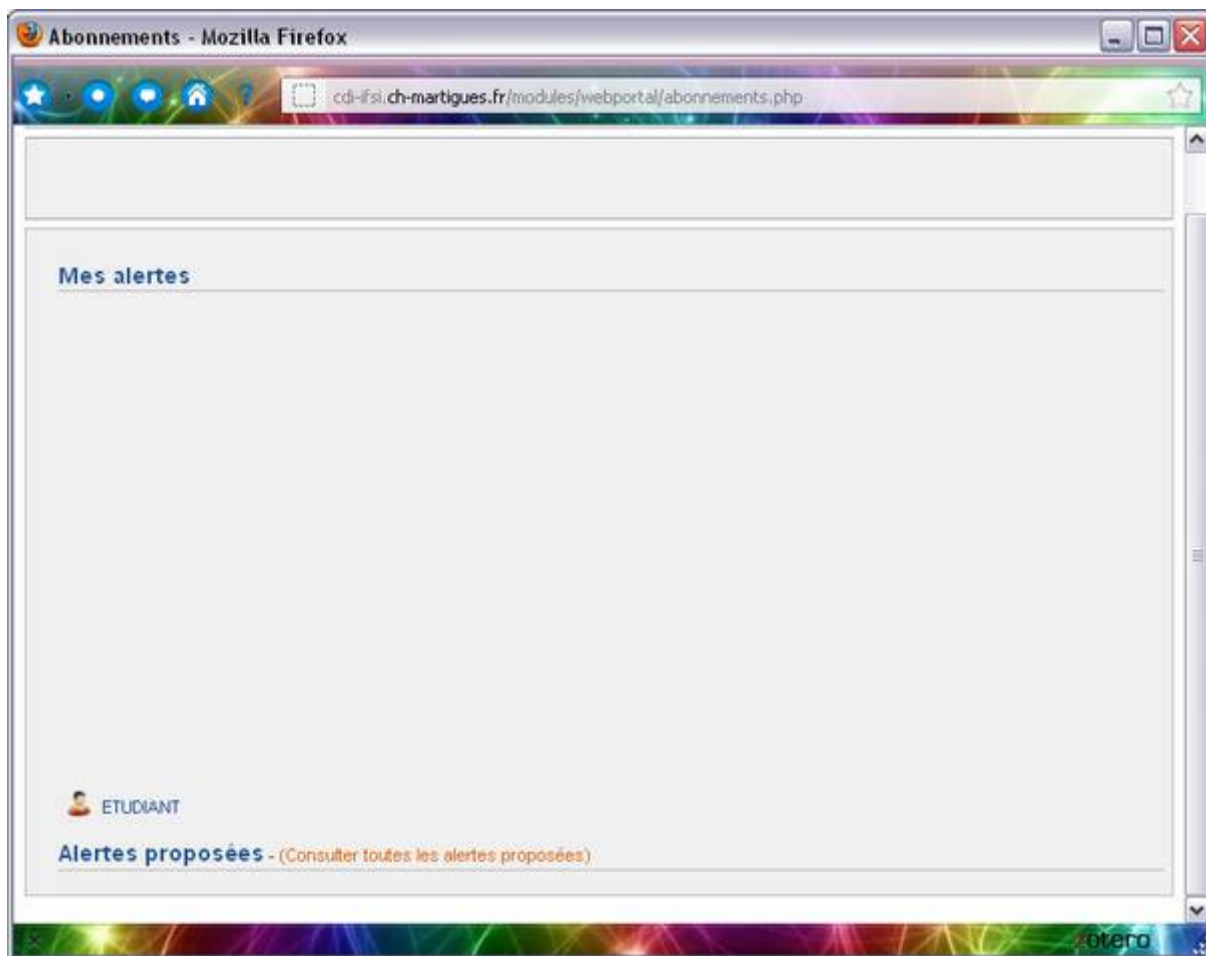 Abonnements - Mozilla Firefox
cdi-ifsi.ch-martigues.fr/modules/webportal/abonnements.php
Mes alertes
ETUDIANT
Alertes proposées - (Consulter toutes les alertes proposées)
zotero